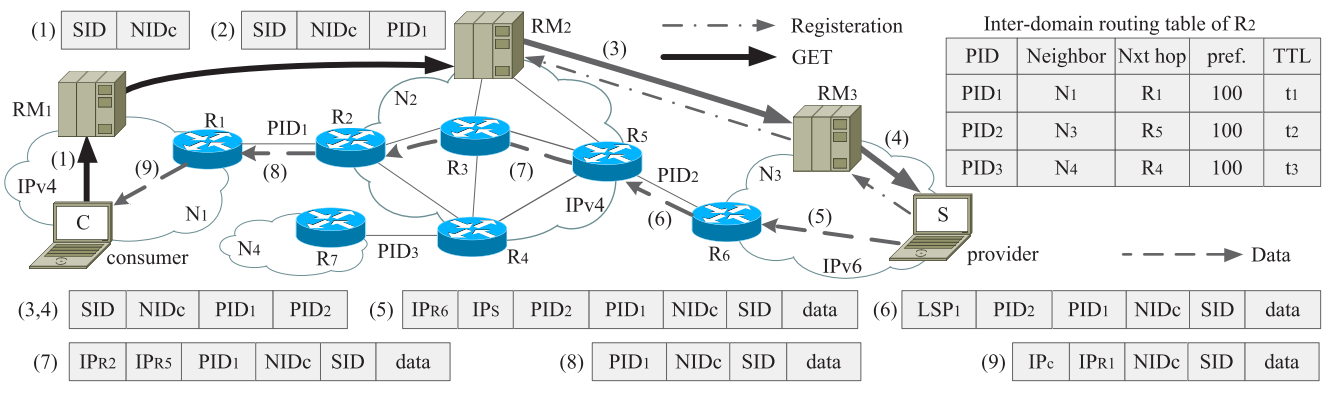 (1) SID NIDc
(2) SID NIDc PID1
RM2
(3)
Registeration
GET
Inter-domain routing table of R2
PID Neighbor Nxt hop pref. TTL
PID1 N1 R1 100 t1
PID2 N3 R5 100 t2
PID3 N4 R4 100 t3
RM1
RM3
N2
R1
PID1
R2
R5
(4)
(1)
(9)
(8)
R3
(7)
PID2
N3
IPv4
N1
IPv4
(6)
(5)
C
S
N4
R7
PID3
R4
R6
IPv6
consumer
provider
Data
(3,4) SID NIDc PID1 PID2
(5) IPR6 IPS PID2 PID1 NIDc SID data
(6) LSP1 PID2 PID1 NIDc SID data
(7) IPR2 IPR5 PID1 NIDc SID data
(8) PID1 NIDc SID data
(9) IPc IPR1 NIDc SID data